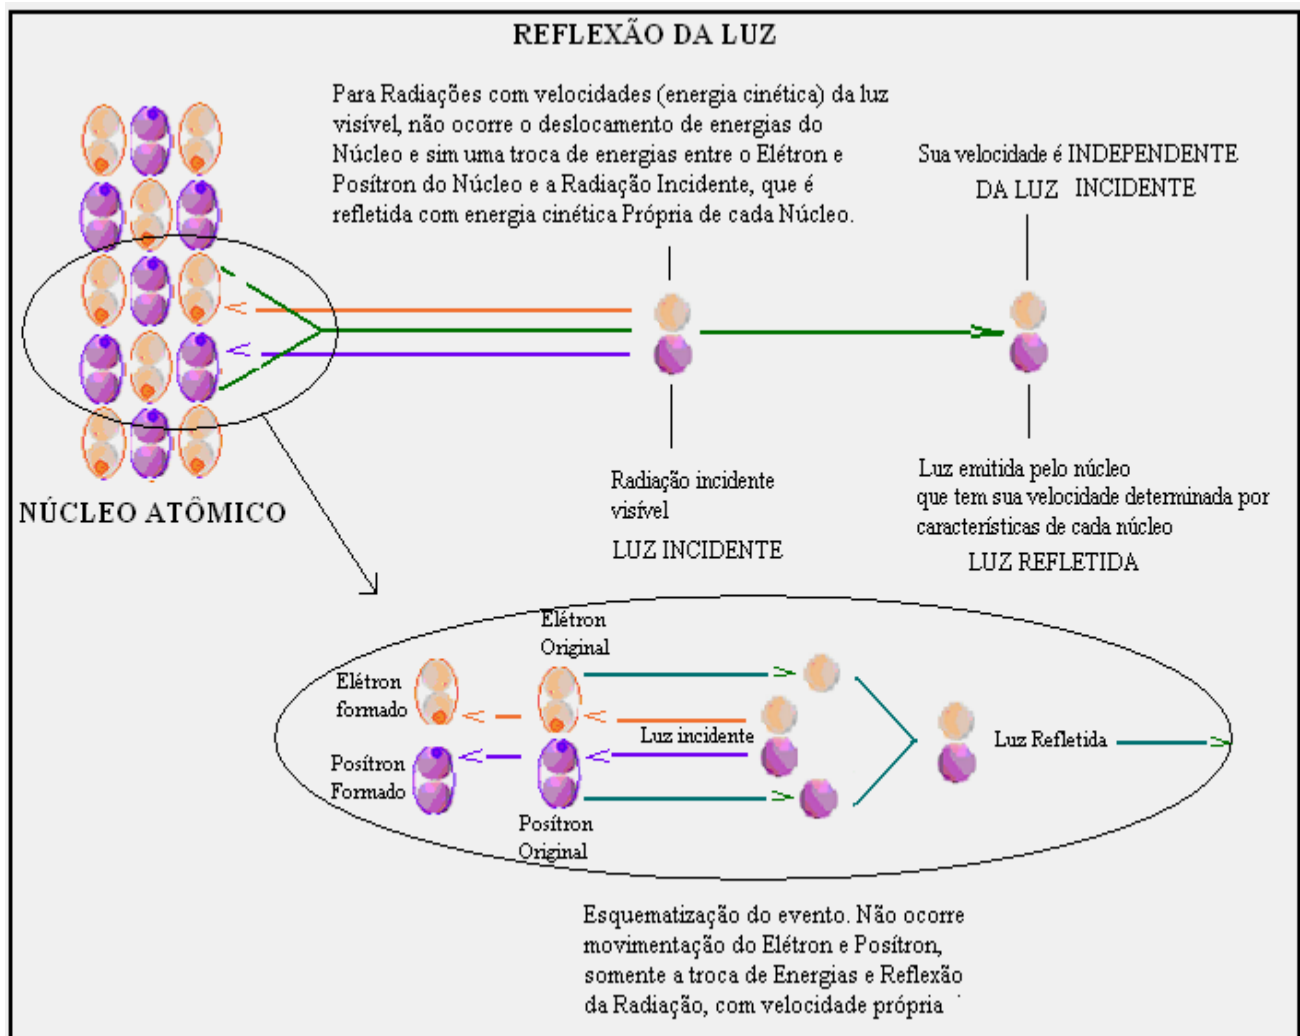 REFLEXÃO DA LUZ
Para Radiações com velocidades (energia cinética) da luz
visível, não ocorre o deslocamento de energias do
Núcleo e sim uma troca de energias entre o Elétron e
Posítron do Núcleo e a Radiação Incidente, que é
refletida com energia cinética Própria de cada Núcleo.
Sua velocidade é INDEPENDENTE
DA LUZ INCIDENTE
NÚCLEO ATÔMICO
Radiação incidente
visível
LUZ INCIDENTE
Luz emitida pelo núcleo
que tem sua velocidade determinada por
características de cada núcleo
LUZ REFLETIDA
Elétron
Original
Elétron
formado
Luz incidente
Luz Refletida
Posítron
Formado
Posítron
Original
Esquematização do evento. Não ocorre
movimentação do Elétron e Posítron,
somente a troca de Energias e Reflexão
da Radiação, com velocidade própria